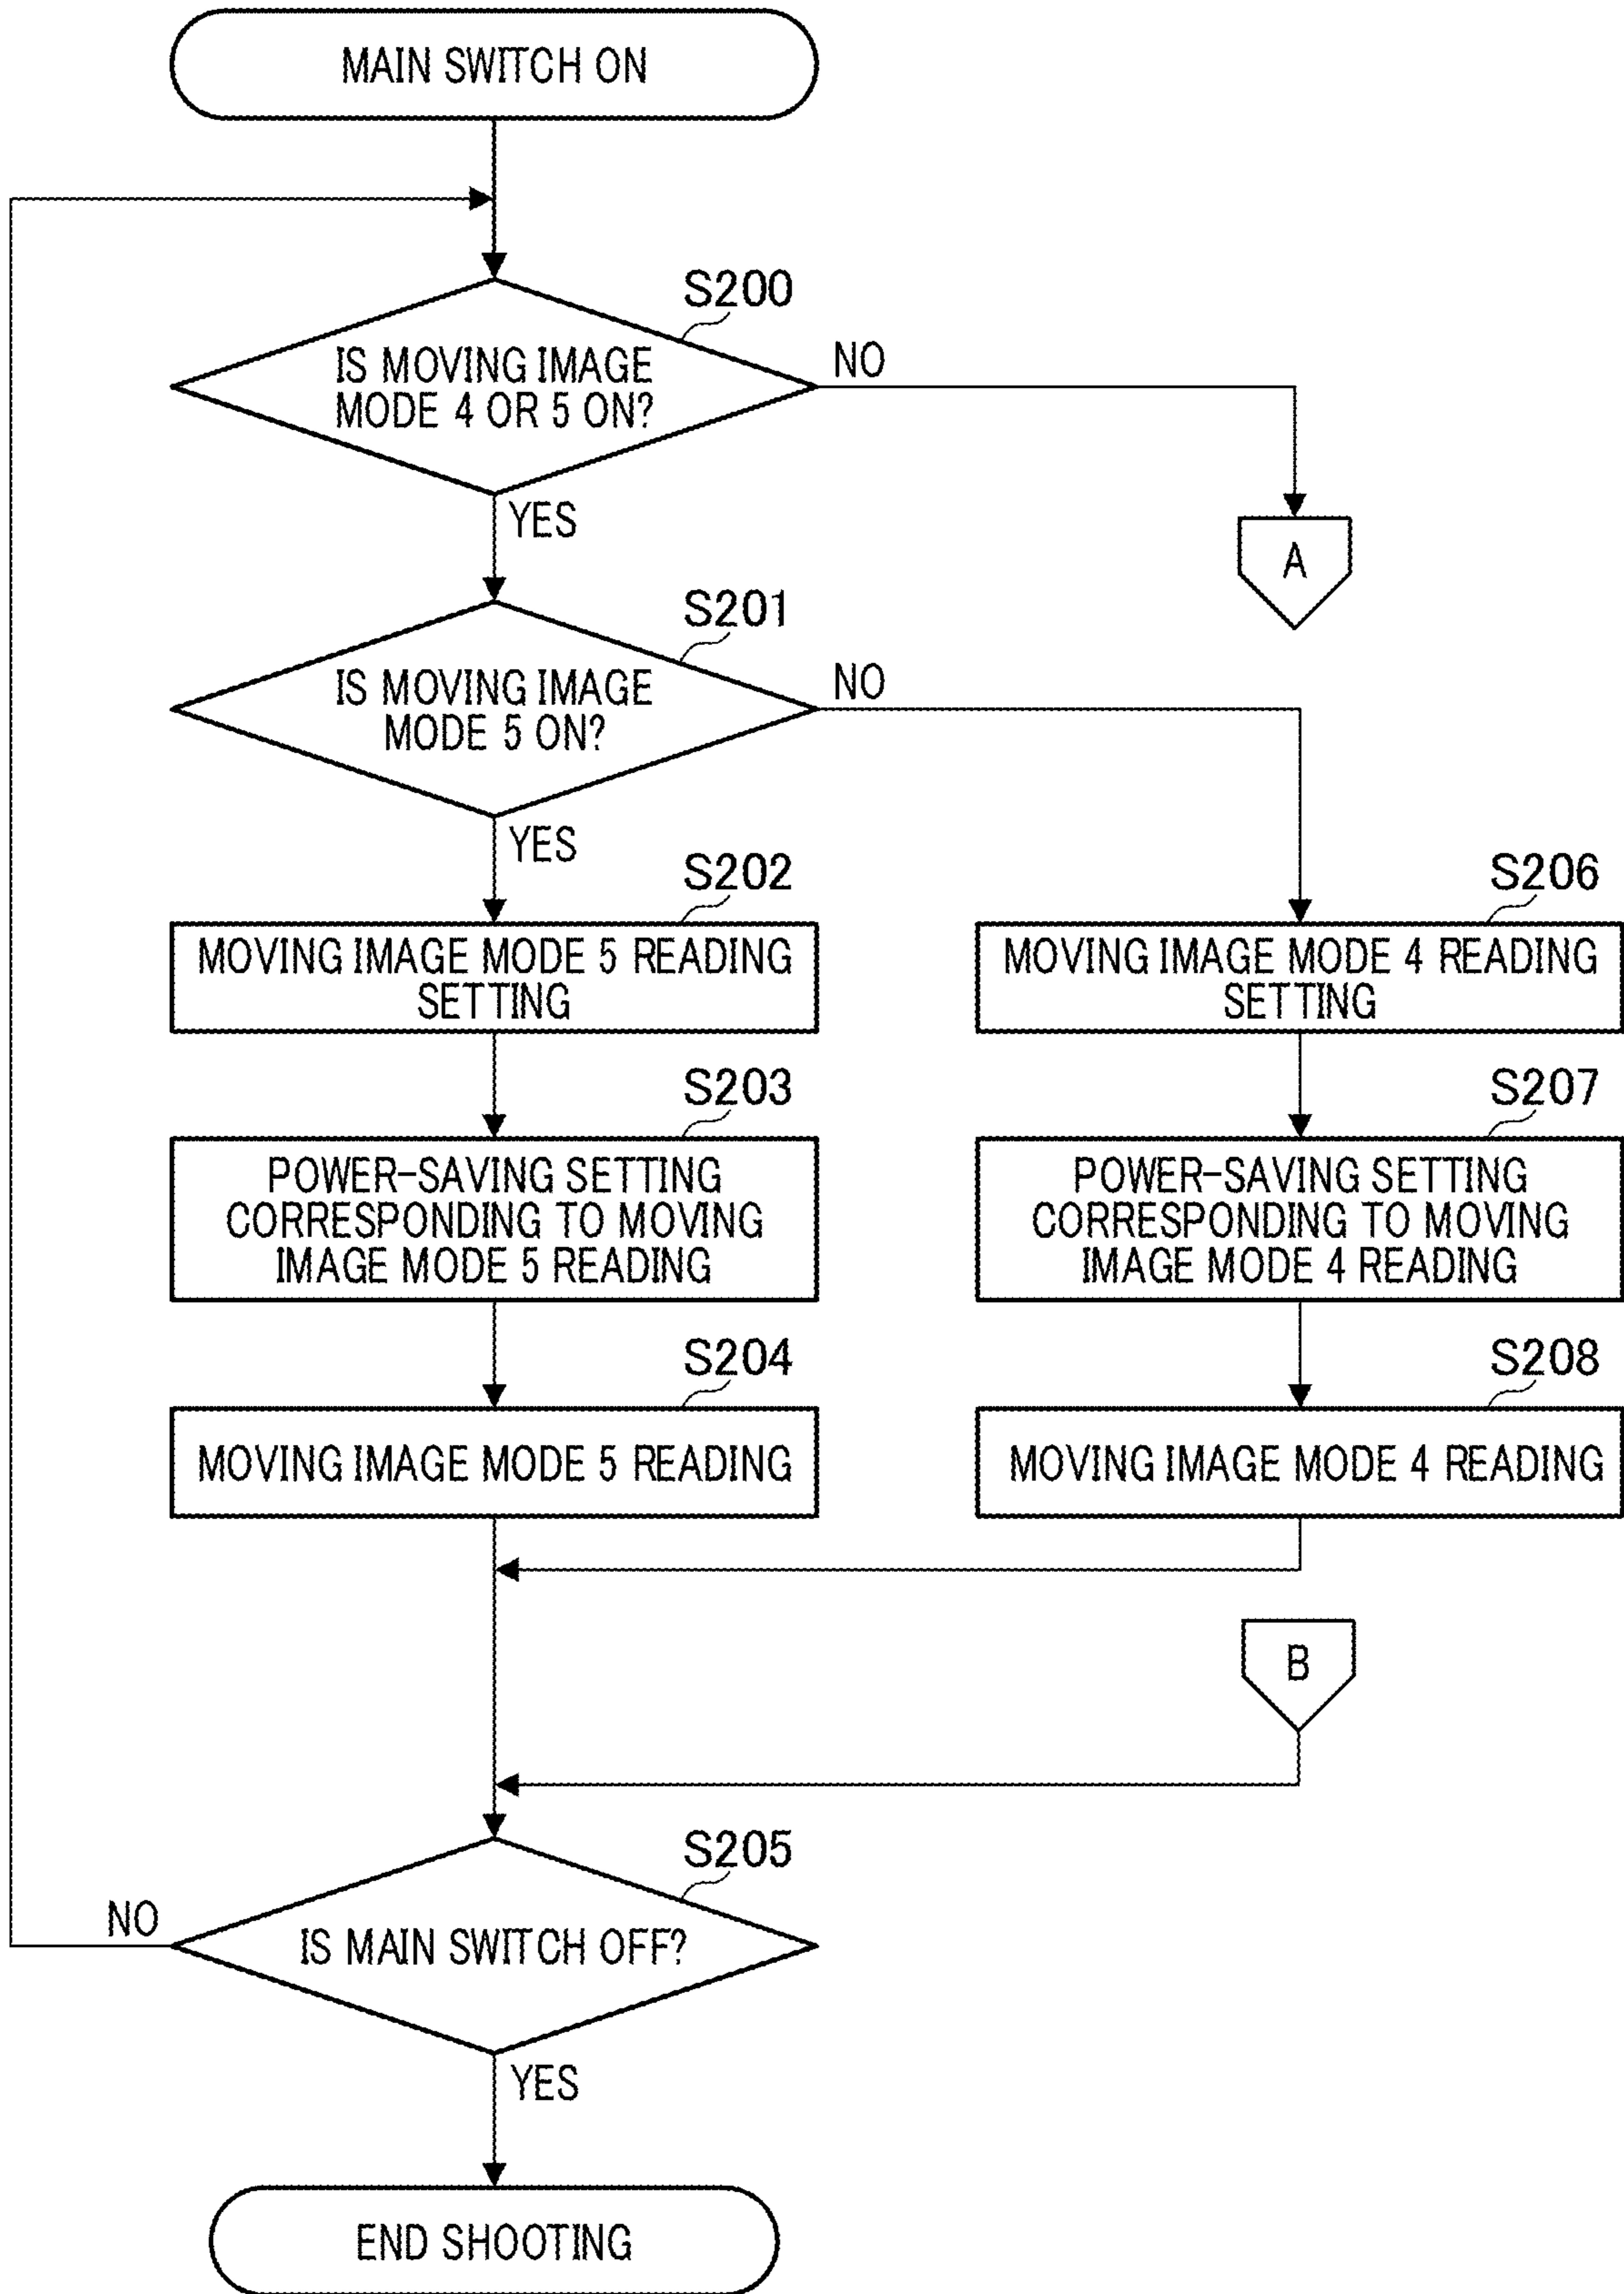 MAIN SWITCH ON
S200
IS MOVING IMAGE
MODE 4 OR 5 ON?
NO
YES
A
S201
IS MOVING IMAGE
MODE 5 ON?
NO
YES
S202
MOVING IMAGE MODE 5 READING
SETTING
S206
MOVING IMAGE MODE 4 READING
SETTING
S203
POWER-SAVING SETTING
CORRESPONDING TO MOVING
IMAGE MODE 5 READING
S207
POWER-SAVING SETTING
CORRESPONDING TO MOVING
IMAGE MODE 4 READING
S204
MOVING IMAGE MODE 5 READING
S208
MOVING IMAGE MODE 4 READING
B
S205
NO
IS MAIN SWITCH OFF?
YES
END SHOOTING